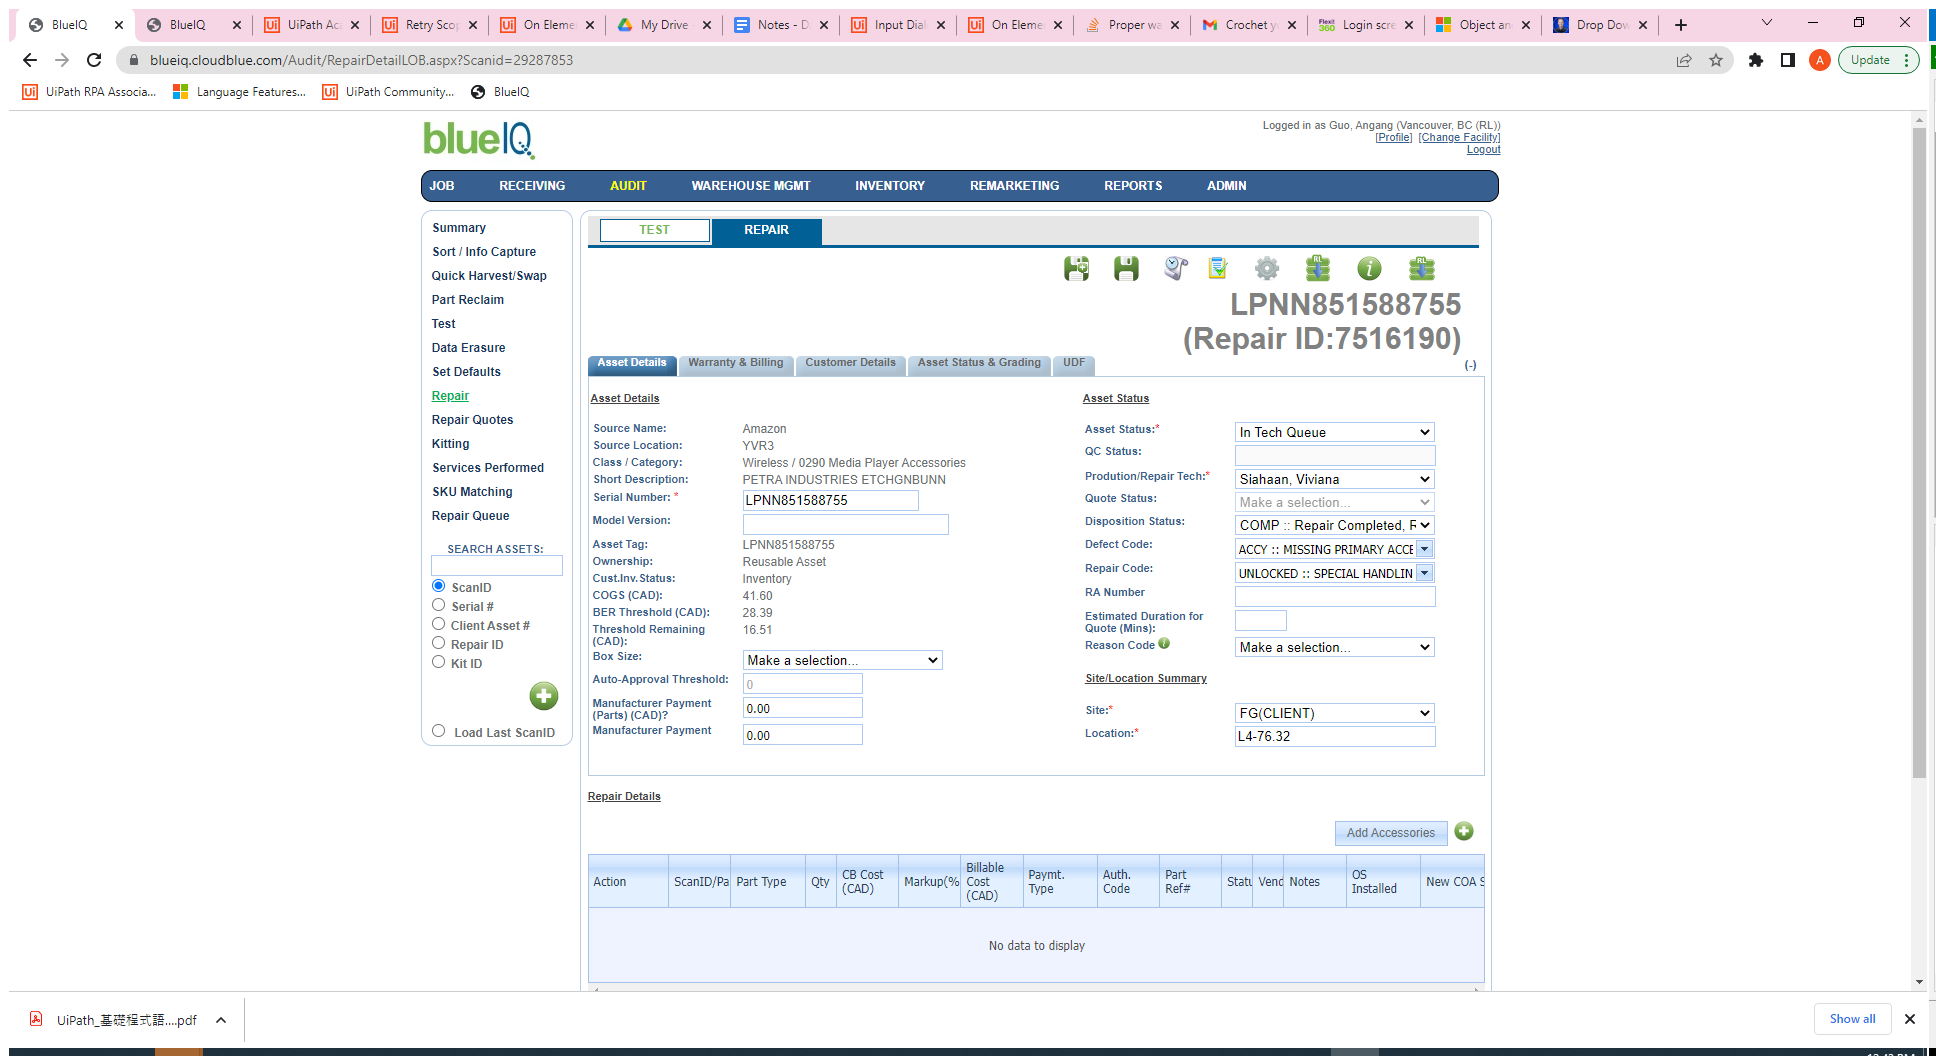 BlueIQ
BlueIQ
UiPath Ac
Retry Scop
On Eleme
My Drive
Notes - D
Input Dial
On Eleme
Proper wa
Crochet y
Login scre
Object an
Drop Dow
blueiq.cloudblue.com/Audit/RepairDetailLOB.aspx?Scanid=29287853
A
Update
UiPath RPA Associa...
Language Features...
UiPath Community...
BlueIQ
blueIQ
Logged in as Guo, Angang (Vancouver, BC (RL))
[Profile] [Change Facility]
Logout
JOB RECEIVING AUDIT WAREHOUSE MGMT INVENTORY REMARKETING REPORTS ADMIN
Summary
Sort / Info Capture
Quick Harvest/Swap
Part Reclaim
Test
Data Erasure
Set Defaults
Repair
Repair Quotes
Kitting
Services Performed
SKU Matching
Repair Queue
SEARCH ASSETS:
ScanID
Serial #
Client Asset #
Repair ID
Kit ID
Load Last ScanID
TEST REPAIR
LPNN851588755
(Repair ID:7516190)
Asset Details Warranty & Billing Customer Details Asset Status & Grading UDF
(-)
Asset Details
Source Name: Amazon
Source Location: YVR3
Class / Category: Wireless / 0290 Media Player Accessories
Short Description: PETRA INDUSTRIES ETCHGNBUNN
Serial Number: * LPNN851588755
Model Version:
Asset Tag: LPNN851588755
Ownership: Reusable Asset
Cust.Inv.Status: Inventory
COGS (CAD): 41.60
BER Threshold (CAD): 28.39
Threshold Remaining (CAD): 16.51
Box Size: Make a selection...
Auto-Approval Threshold: 0
Manufacturer Payment (Parts) (CAD)? 0.00
Manufacturer Payment 0.00
Asset Status
Asset Status:* In Tech Queue
QC Status:
Prodution/Repair Tech:* Siahaan, Viviana
Quote Status: Make a selection...
Disposition Status: COMP :: Repair Completed, R
Defect Code: ACCY :: MISSING PRIMARY ACCE
Repair Code: UNLOCKED :: SPECIAL HANDLIN
RA Number
Estimated Duration for Quote (Mins):
Reason Code Make a selection...
Site/Location Summary
Site:* FG(CLIENT)
Location:* L4-76.32
Repair Details
Add Accessories
Action ScanID/Pa Part Type Qty CB Cost (CAD) Markup(% Billable Cost (CAD) Paymt. Type Auth. Code Part Ref# Statu Vend Notes OS Installed New COA S
No data to display
UiPath_基礎程式語....pdf
Show all